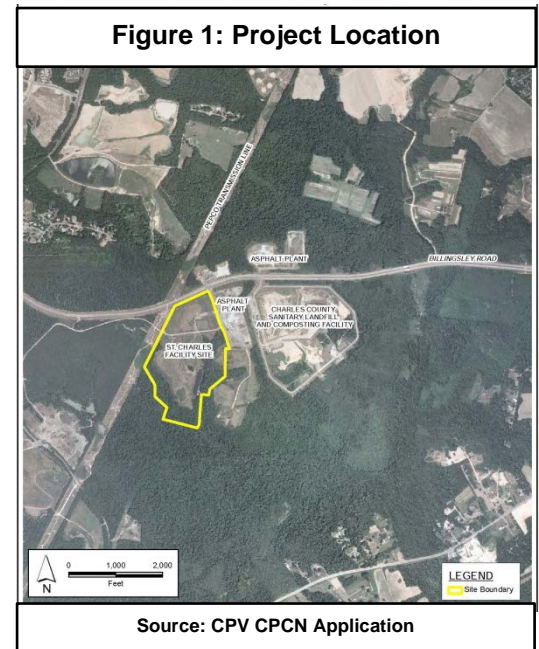 Figure 1: Project Location
PEPCO TRANSMISSION LINE
ASPHALT PLANT
BILLINGSLEY ROAD
ASPHALT
PLANT
CHARLES COUNTY
SANITARY LANDFILL
AND COMPOSTING FACILITY
ST. CHARLES
FACILITY SITE
N
0 1,000 2,000
Feet
LEGEND
Site Boundary
Source: CPV CPCN Application